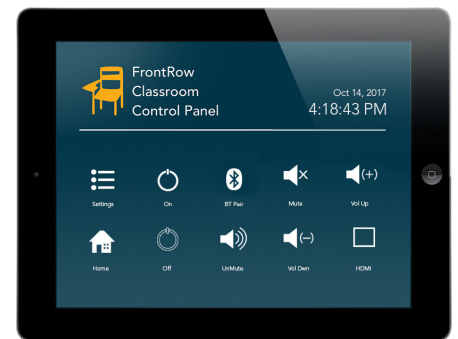 FrontRow
Classroom
Control Panel
Oct 14, 2017
4:18:43 PM
Settings
On
BT Pair
Mute
(+)
Vol Up
Home
Off
UnMute
(–)
Vol Dwn
HDMI